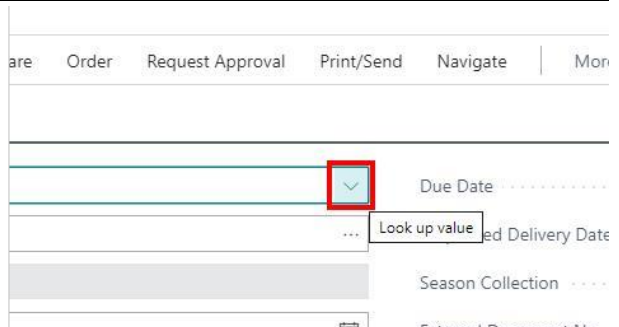 are Order Request Approval Print/Send Navigate More
Due Date
Look up value ed Delivery Date
Season Collection